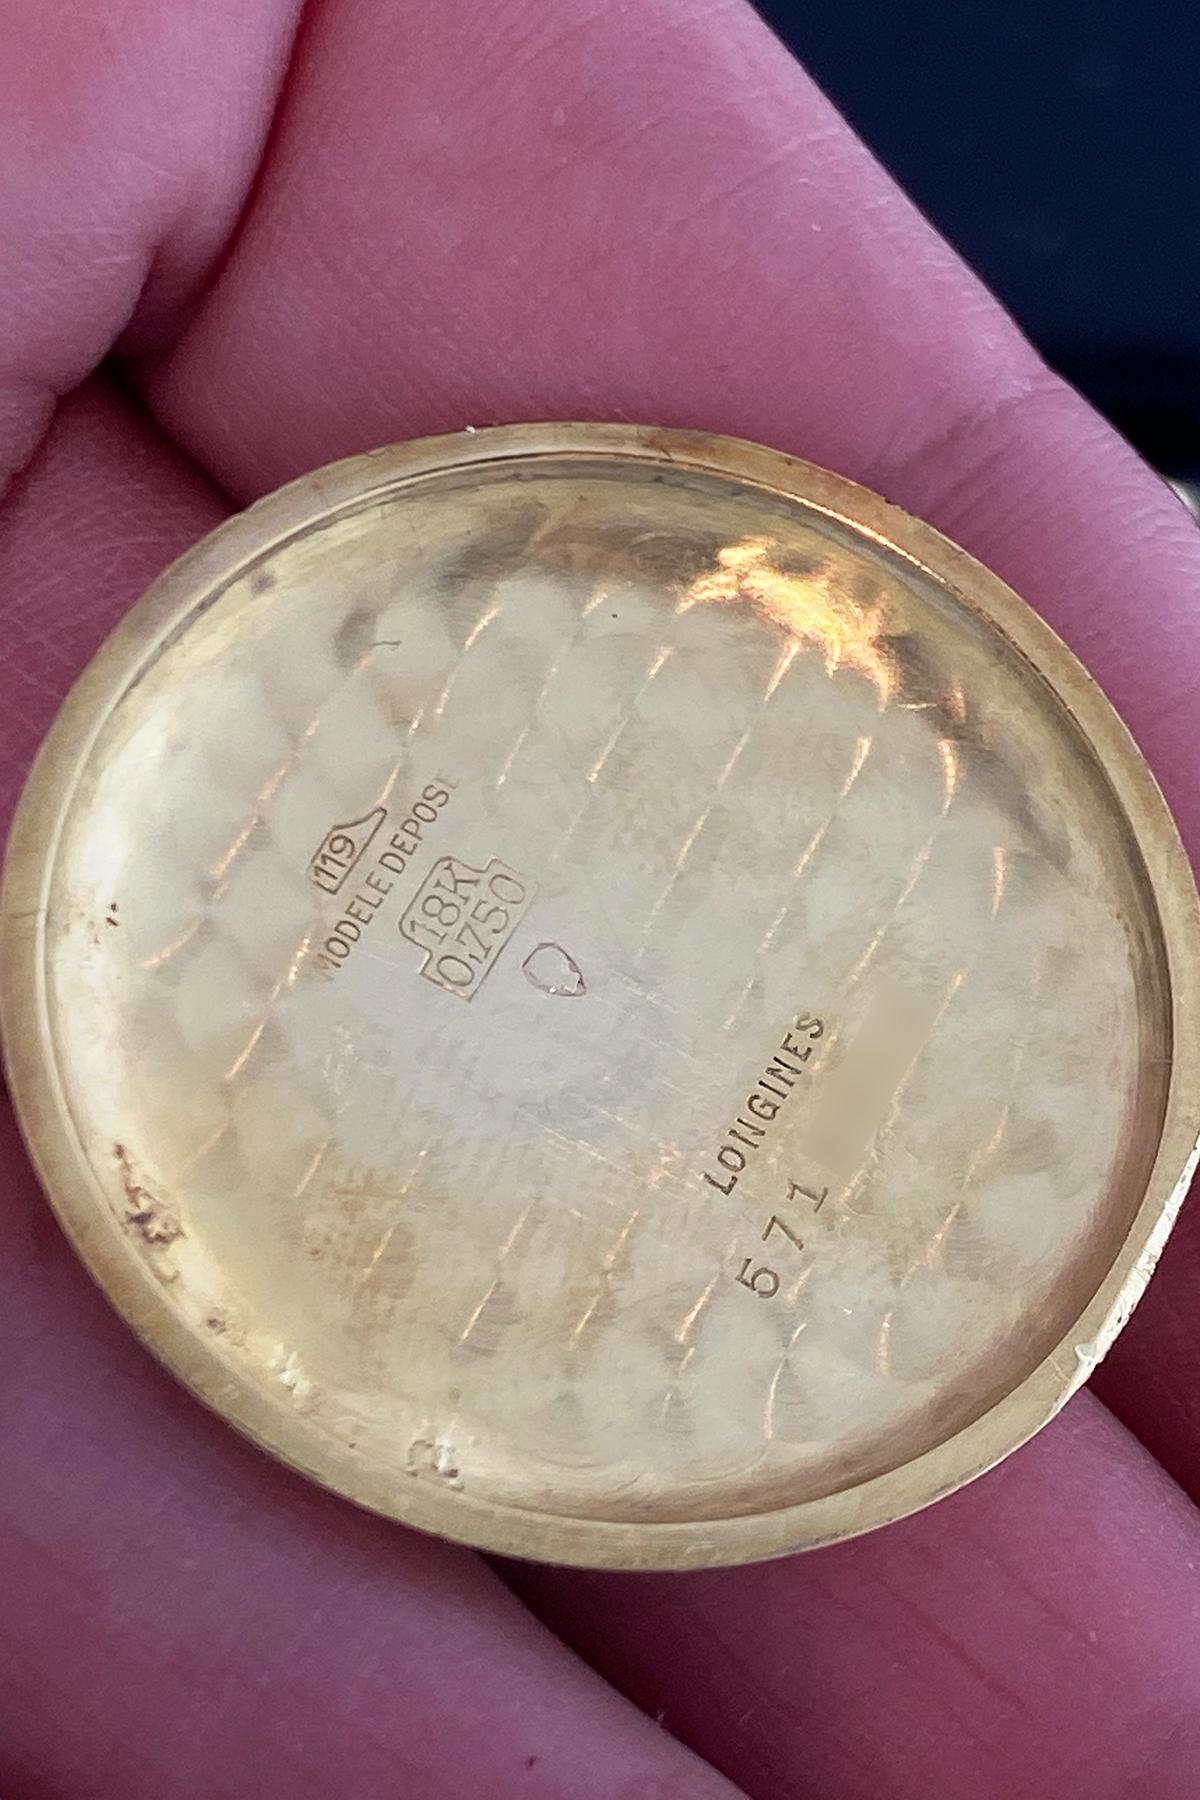 119
MODELE DEPOSE
18K
0,750
LONGINES
571